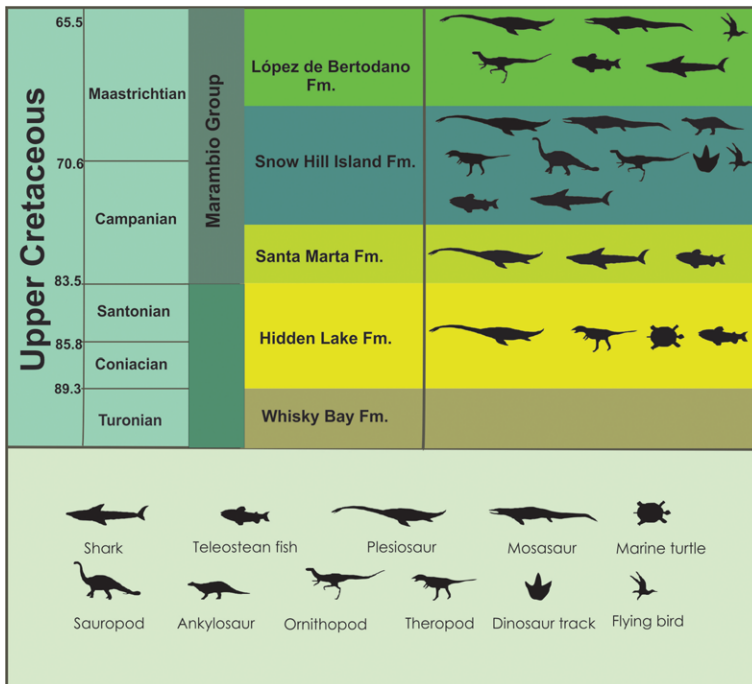 65.5
70.6
83.5
85.8
89.3
Upper Cretaceous
Maastrichtian
Campanian
Santonian
Coniacian
Turonian
Marambio Group
López de Bertodano
Fm.
Snow Hill Island Fm.
Santa Marta Fm.
Hidden Lake Fm.
Whisky Bay Fm.
Shark
Teleostean fish
Plesiosaur
Mosasaur
Marine turtle
Sauropod
Ankylosaur
Ornithopod
Theropod
Dinosaur track
Flying bird